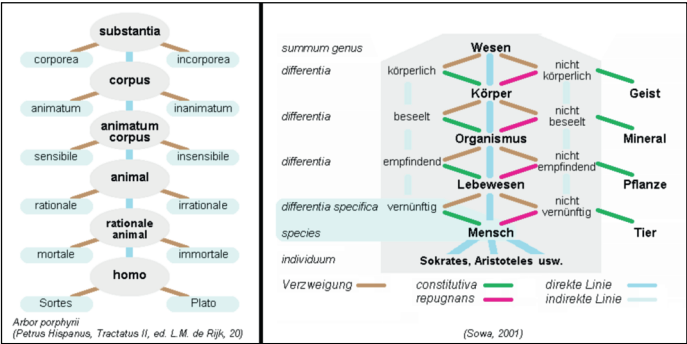 substantia
corporea incorporea
corpus
animatum inanimatum
animatum
corpus
sensibile insensibile
animal
rationale irrationale
rationale
animal
mortale immortale
homo
Sortes Plato
Arbor porphyrii
(Petrus Hispanus, Tractatus II, ed. L.M. de Rijk, 20)
summum genus Wesen
differentia körperlich nicht
körperlich Geist
Körper
differentia beseelt nicht
beseelt Mineral
Organismus
differentia empfindend nicht
empfindend Pflanze
Lebewesen
differentia specifica vernünftig nicht
vernünftig Tier
species Mensch
individuum Sokrates, Aristoteles usw.
Verzweigung constitutiva direkte Linie
repugnans indirekte Linie
(Sowa, 2001)